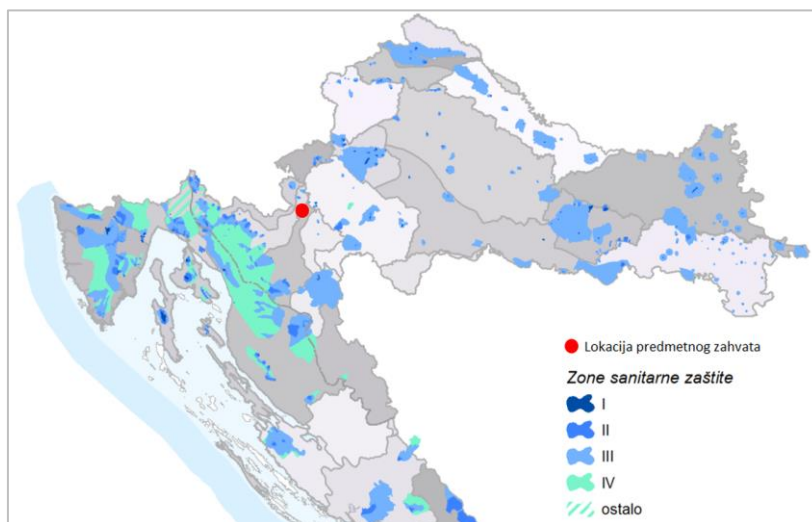 Lokacija predmetnog zahvata
Zone sanitarne zaštite
I
II
III
IV
ostalo